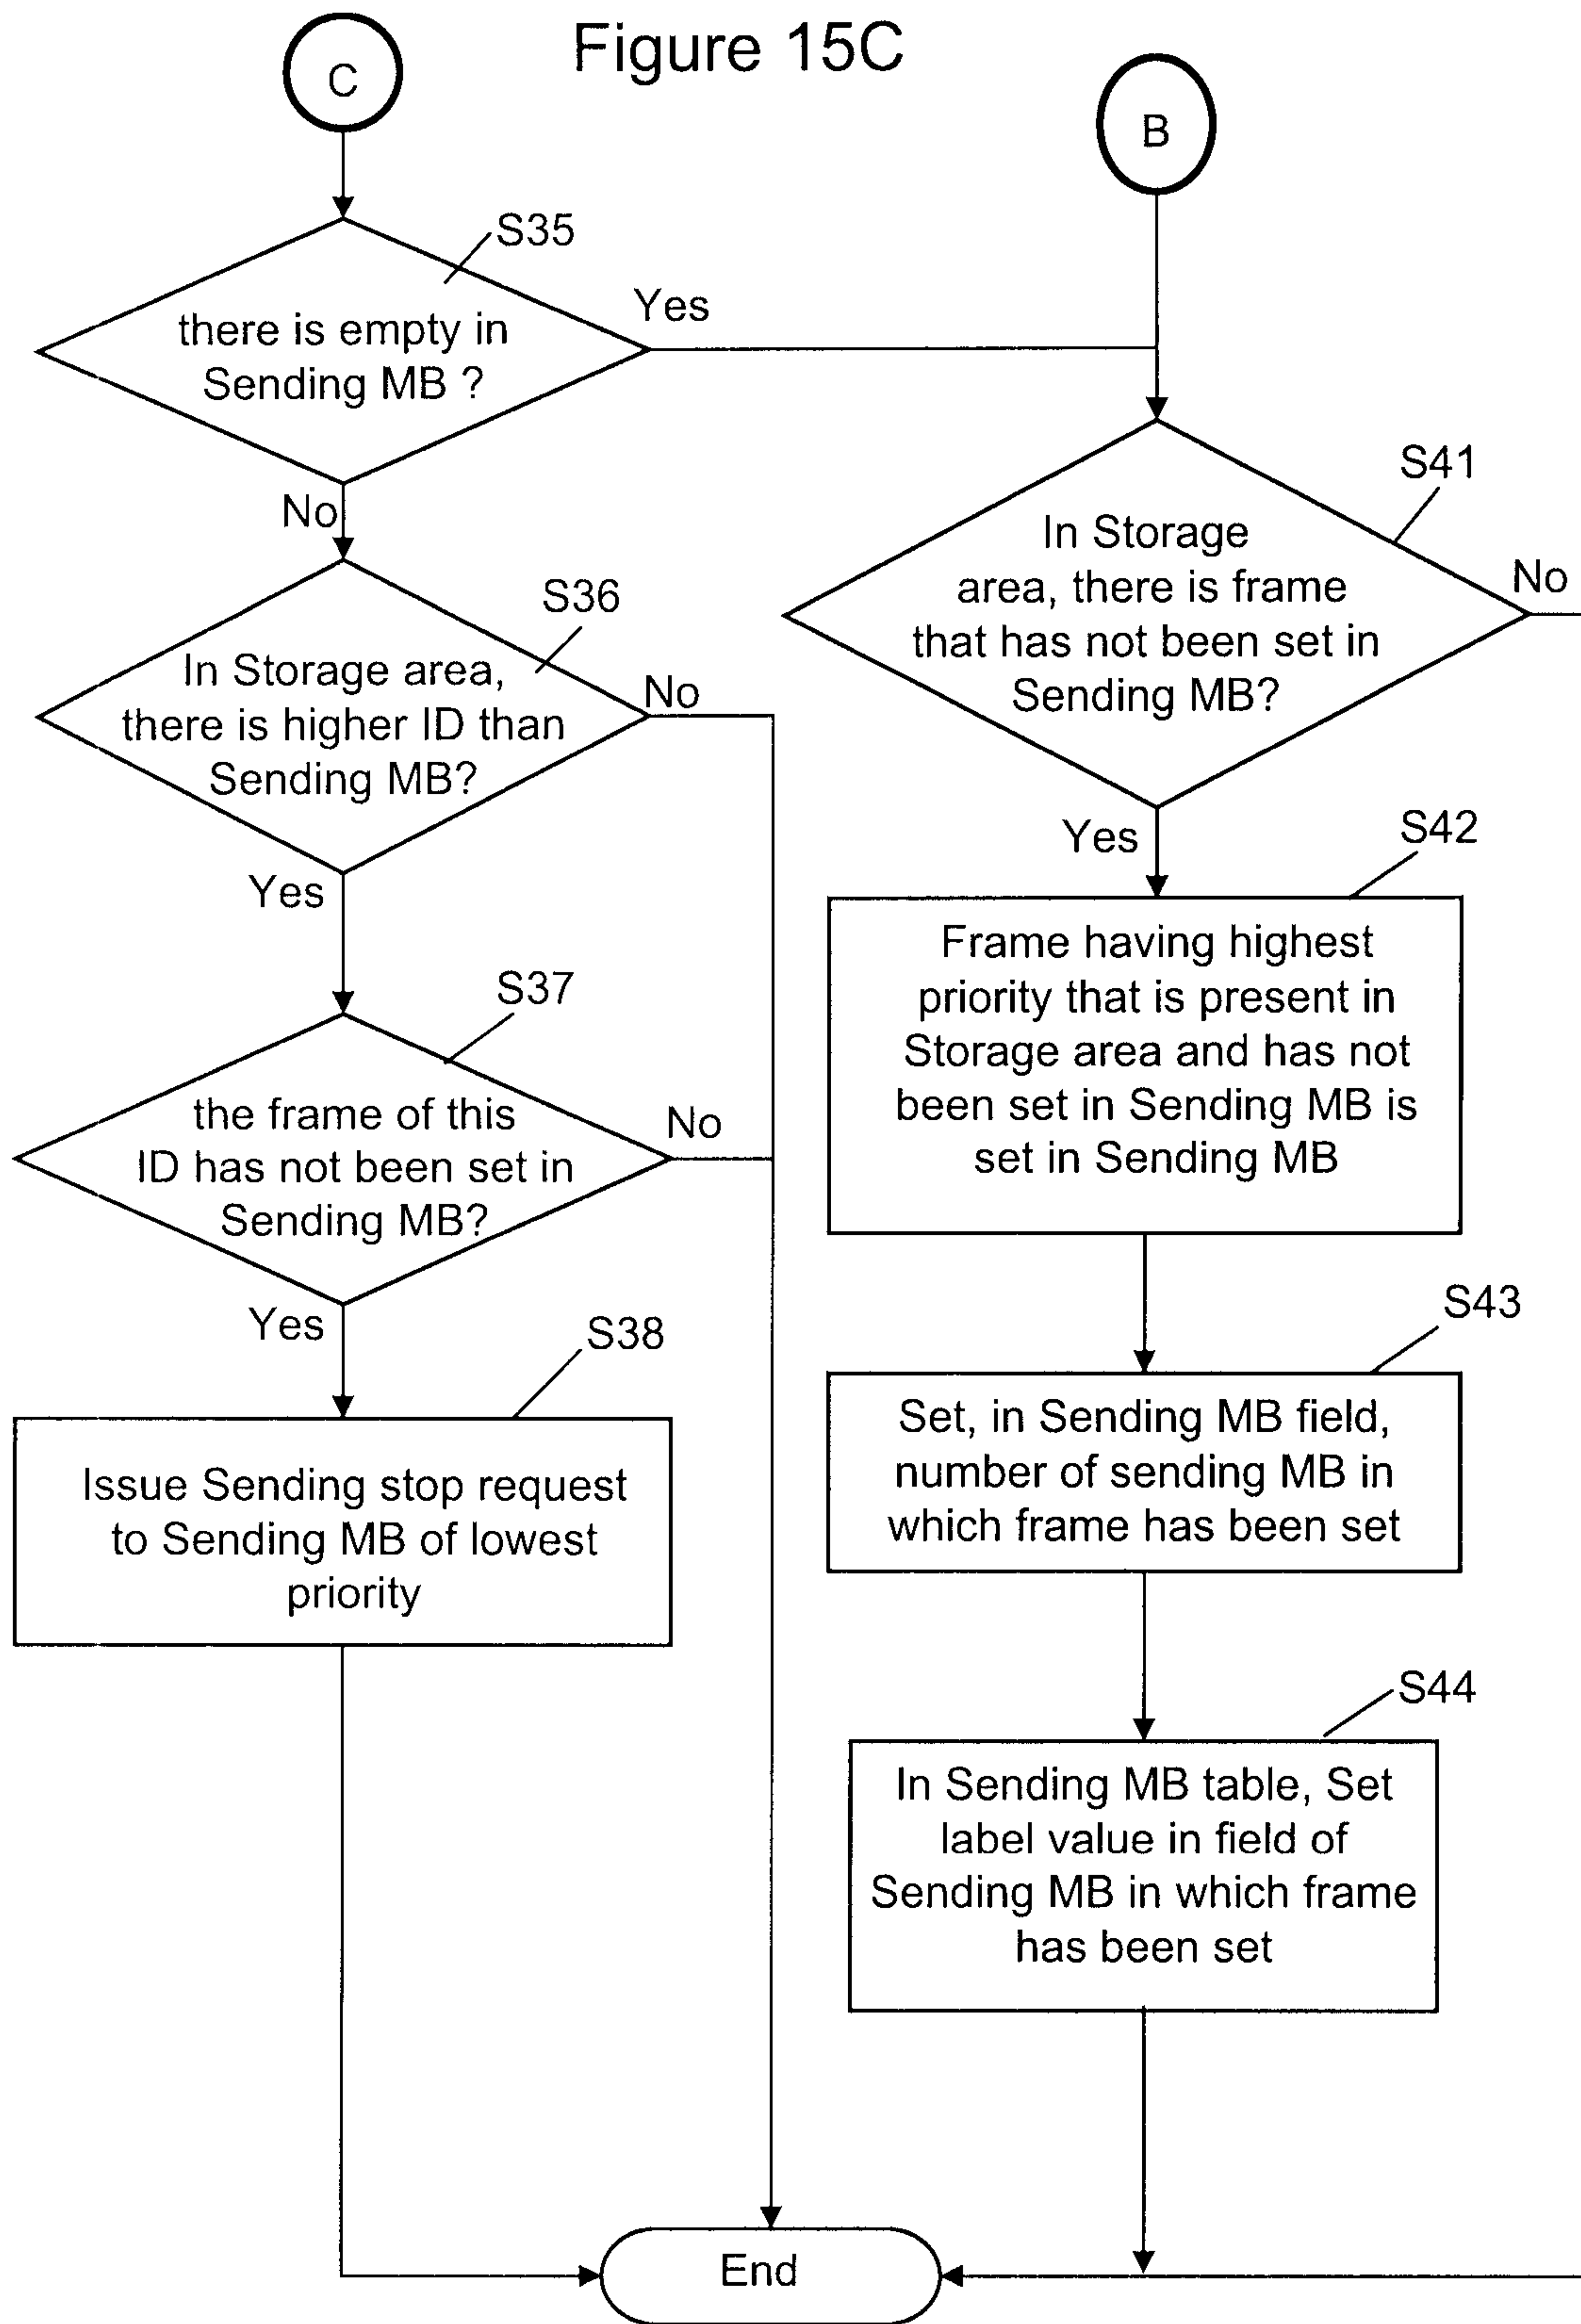 Figure 15C
C
S35
there is empty in
Sending MB ?
Yes
No
S36
In Storage area,
there is higher ID than
Sending MB?
No
Yes
S37
the frame of this
ID has not been set in
Sending MB?
No
Yes
S38
Issue Sending stop request
to Sending MB of lowest
priority
B
S41
In Storage
area, there is frame
that has not been set in
Sending MB?
No
Yes
S42
Frame having highest
priority that is present in
Storage area and has not
been set in Sending MB is
set in Sending MB
S43
Set, in Sending MB field,
number of sending MB in
which frame has been set
S44
In Sending MB table, Set
label value in field of
Sending MB in which frame
has been set
End